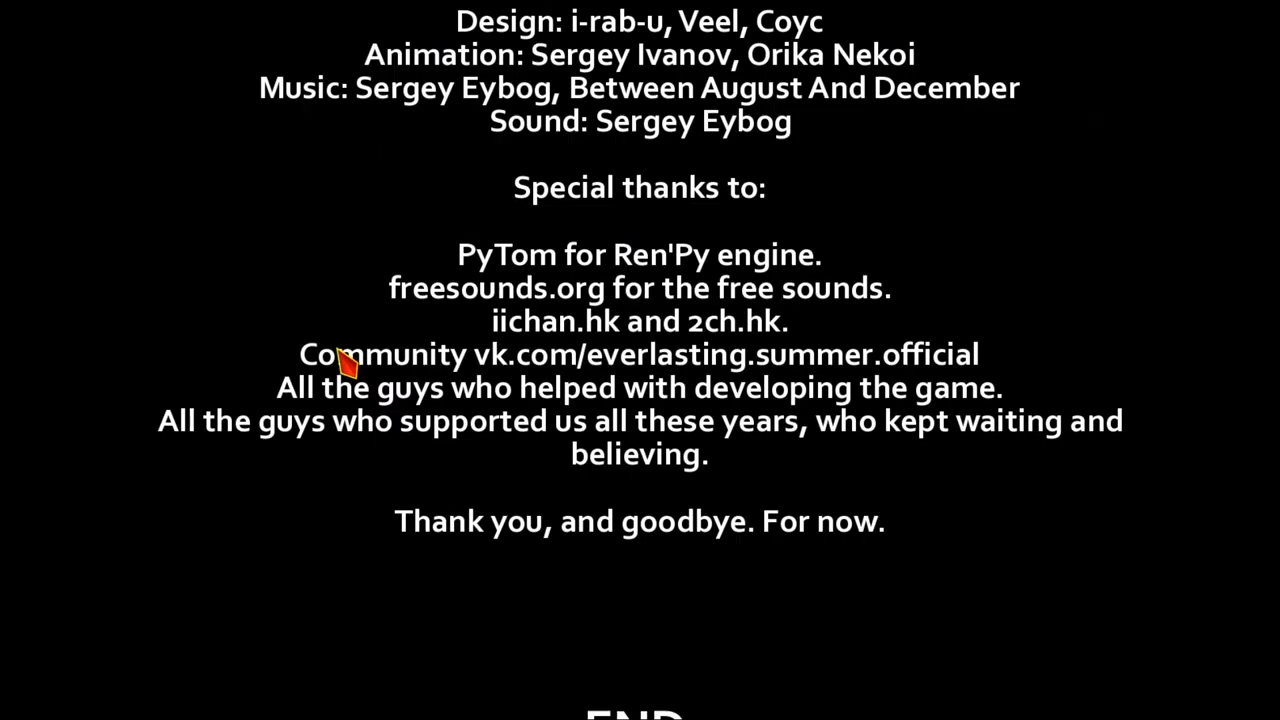 Design: i-rab-u, Veel, Coyc
Animation: Sergey Ivanov, Orika Nekoi
Music: Sergey Eybog, Between August And December
Sound: Sergey Eybog
Special thanks to:
PyTom for Ren'Py engine.
freesounds.org for the free sounds.
iichan.hk and 2ch.hk.
Community vk.com/everlasting.summer.official
All the guys who helped with developing the game.
All the guys who supported us all these years, who kept waiting and
believing.
Thank you, and goodbye. For now.
END